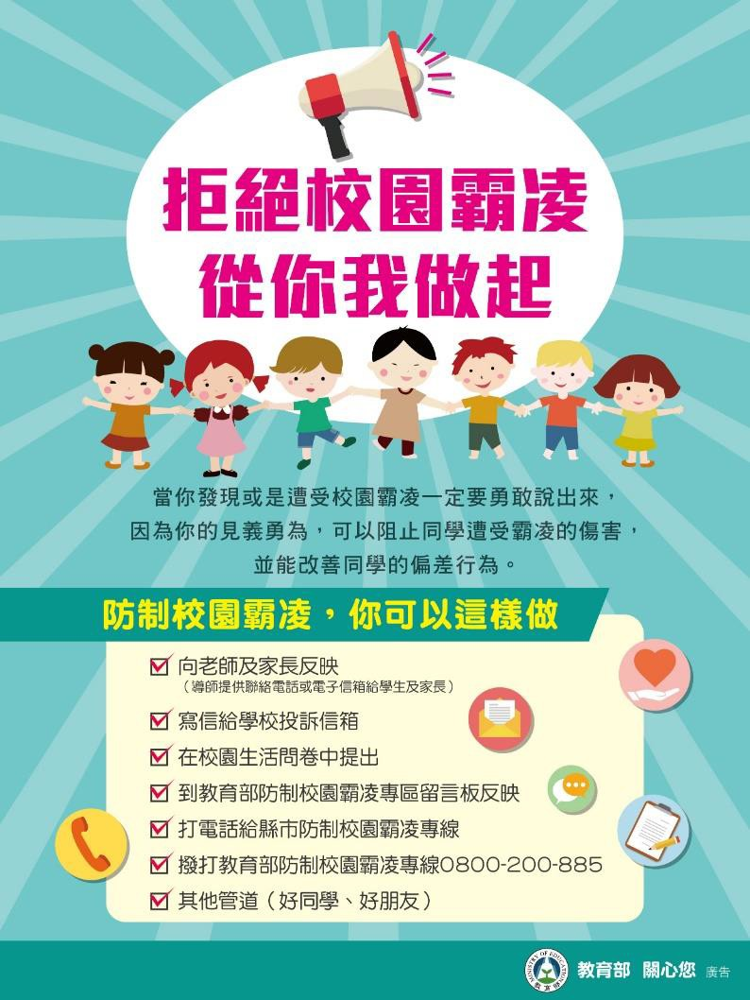 拒絕校園霸凌
從你我做起
當你發現或是遭受校園霸凌一定要勇敢說出來，
因為你的見義勇為，可以阻止同學遭受霸凌的傷害，
並能改善同學的偏差行為。
防制校園霸凌，你可以這樣做
向老師及家長反映
（導師提供聯絡電話或電子信箱給學生及家長）
寫信給學校投訴信箱
在校園生活問卷中提出
到教育部防制校園霸凌專區留言板反映
打電話給縣市防制校園霸凌專線
撥打教育部防制校園霸凌專線0800-200-885
其他管道（好同學、好朋友）
MINISTRY OF EDUCATION
教育部 關心您 廣告